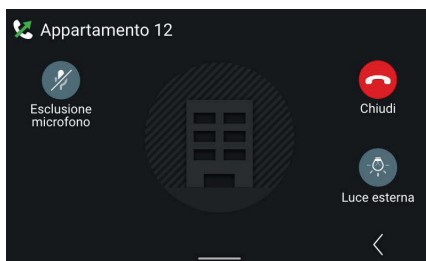 Appartamento 12
Esclusione
microfono
Chiudi
Luce esterna